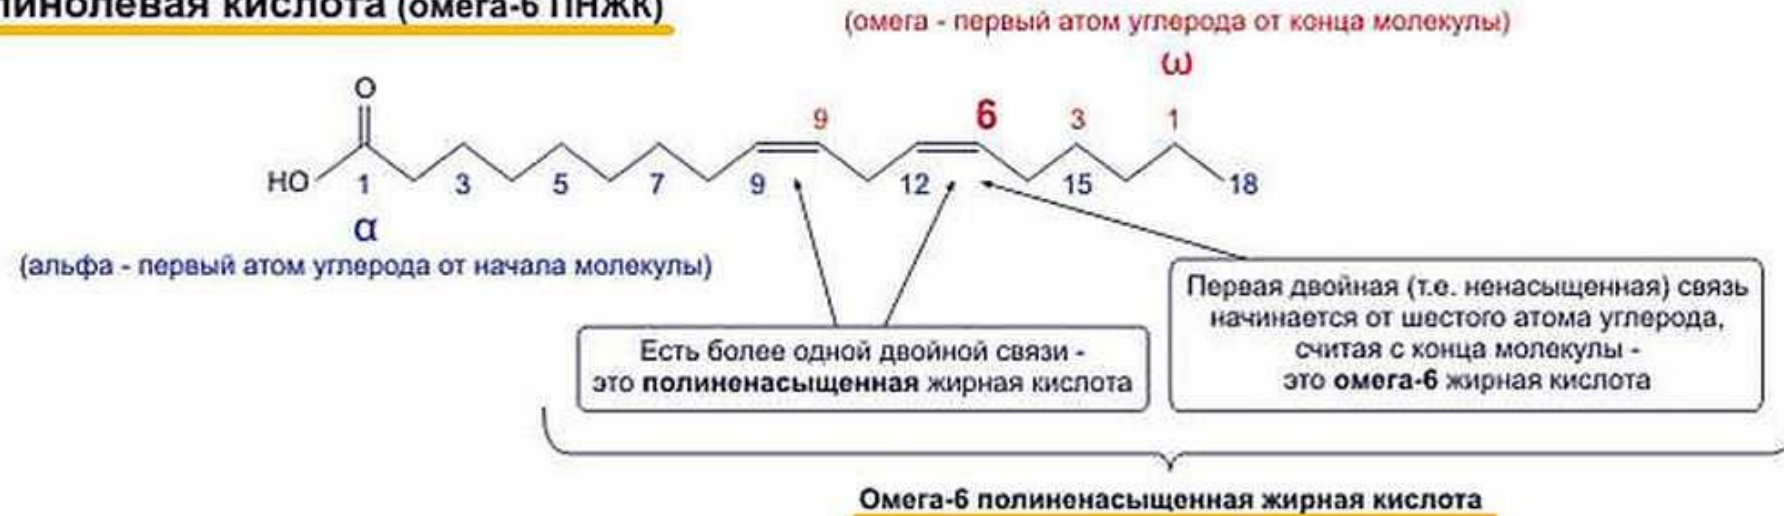 линолевая кислота (омега-6 ПНЖК)
(омега - первый атом углерода от конца молекулы)
ω
O
9 6 3 1
HO 1 3 5 7 9 12 15 18
α
(альфа - первый атом углерода от начала молекулы)
Есть более одной двойной связи -
это полиненасыщенная жирная кислота
Первая двойная (т.е. ненасыщенная) связь
начинается от шестого атома углерода,
считая с конца молекулы -
это омега-6 жирная кислота
Омега-6 полиненасыщенная жирная кислота